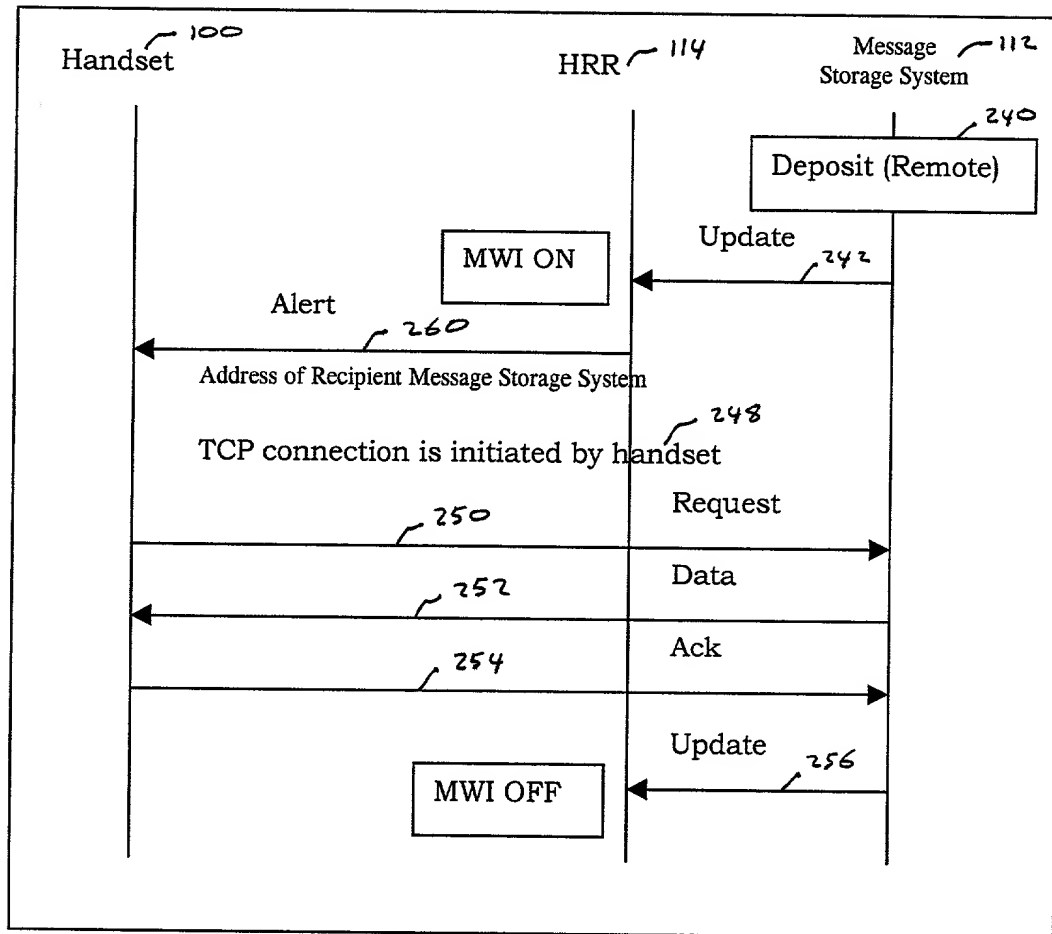 Handset 100
HRR 114
Message
Storage System 112
240
Deposit (Remote)
Update
242
MWI ON
Alert
260
Address of Recipient Message Storage System
248
TCP connection is initiated by handset
Request
250
Data
252
Ack
254
Update
256
MWI OFF